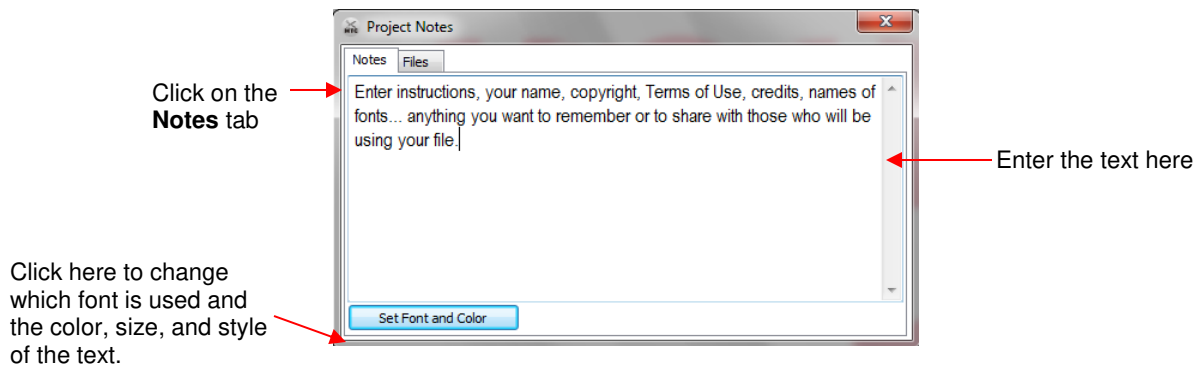 Project Notes
Notes Files
Click on the
Notes tab
Enter instructions, your name, copyright, Terms of Use, credits, names of
fonts... anything you want to remember or to share with those who will be
using your file.
Enter the text here
Click here to change
which font is used and
the color, size, and style
of the text.
Set Font and Color